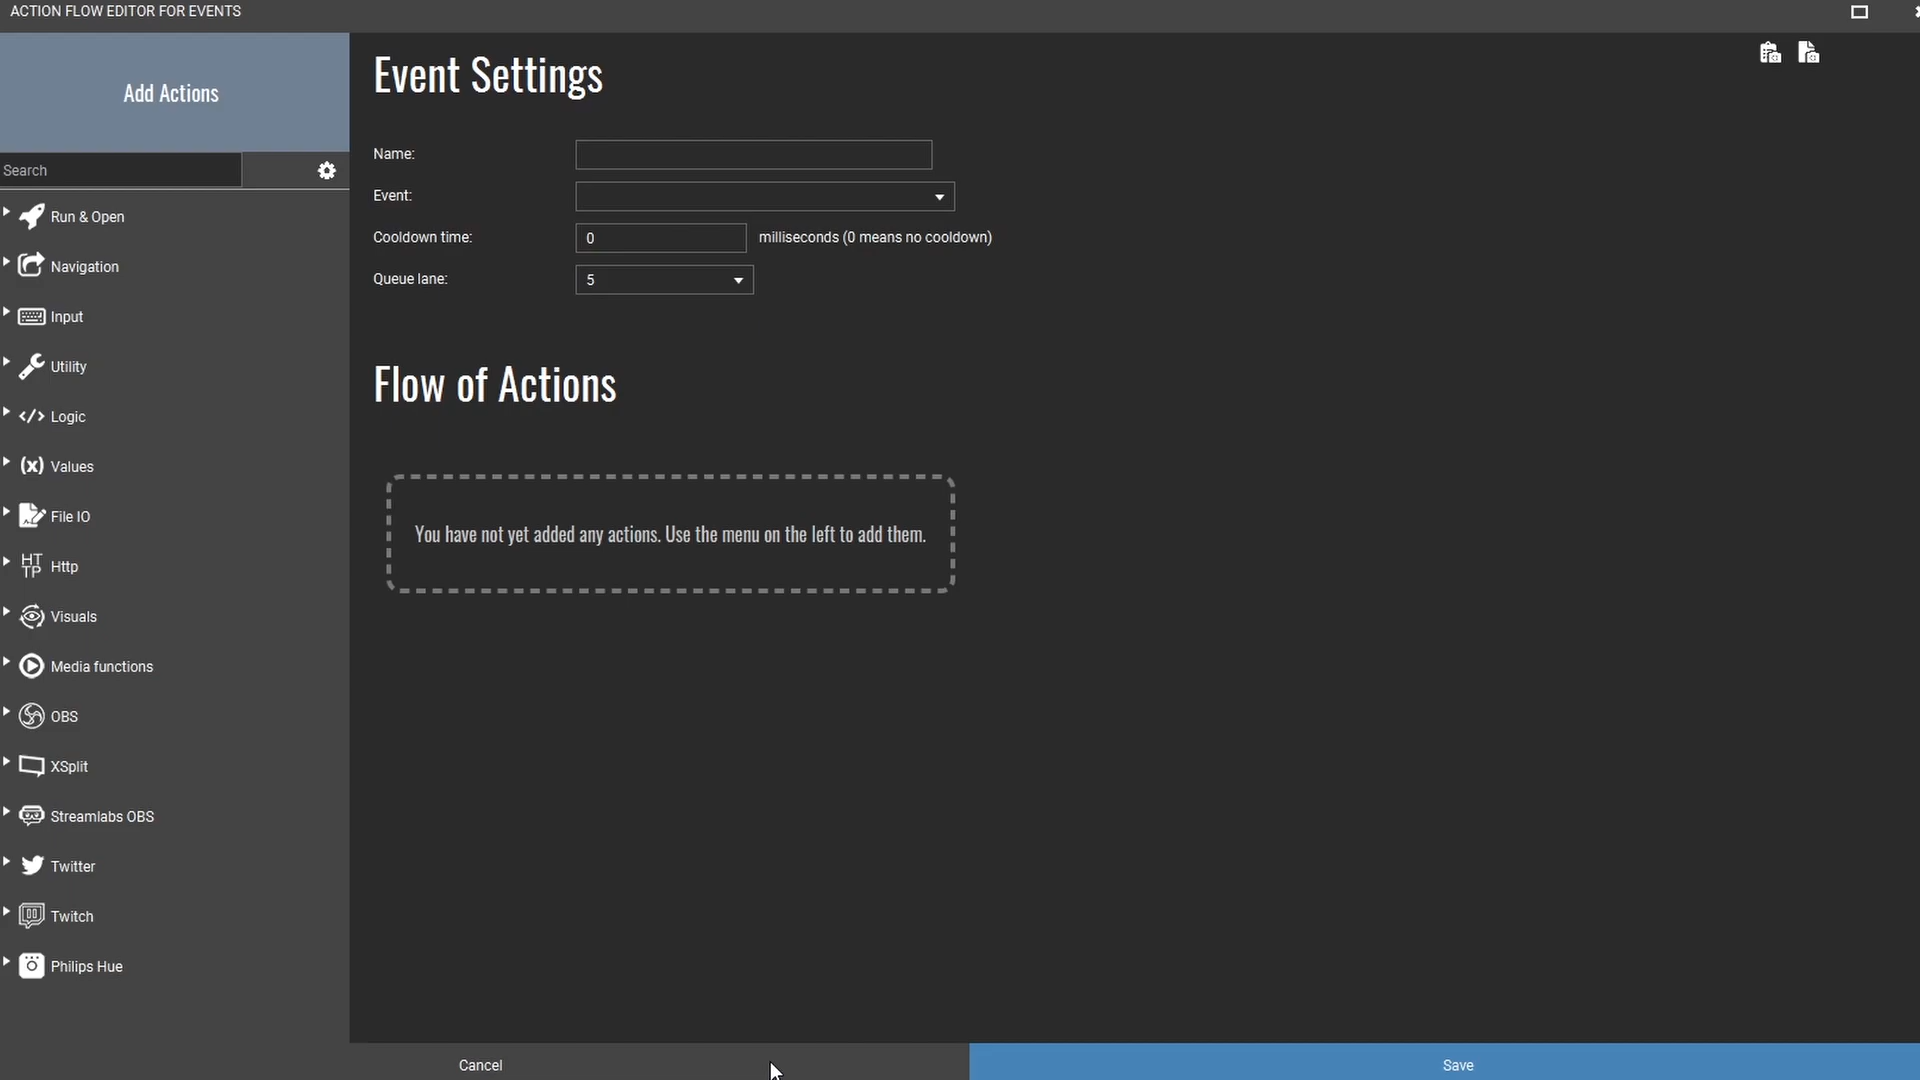 ACTION FLOW EDITOR FOR EVENTS
Add Actions
Search
Run & Open
Navigation
Input
Utility
Logic
Values
File IO
HTTP Http
Visuals
Media functions
OBS
XSplit
Streamlabs OBS
Twitter
Twitch
Philips Hue
Event Settings
Name:
Event:
Cooldown time: 0 milliseconds (0 means no cooldown)
Queue lane: 5
Flow of Actions
You have not yet added any actions. Use the menu on the left to add them.
Cancel
Save